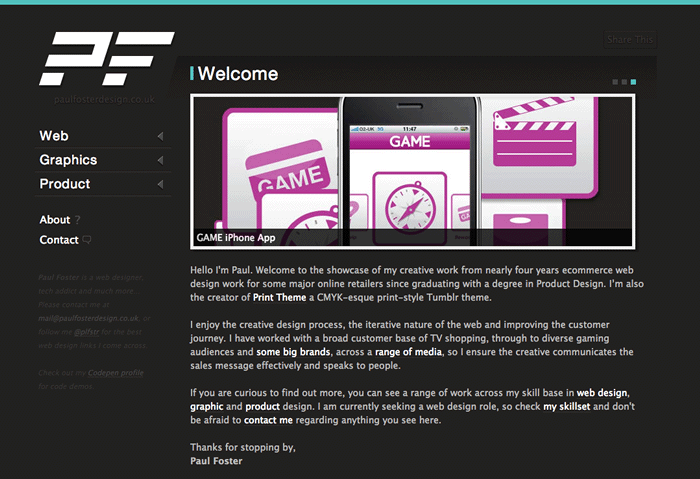 Share This
PF
paulfosterdesign.co.uk
Welcome
Web
Graphics
Product
About ?
Contact
Paul Foster is a web designer,
tech addict and much more...
Please contact me at
mail@paulfosterdesign.co.uk, or
follow me @plfstr for the best
web design links I come across.
Check out my Codepen profile
for code demos.
O2-UK 3G 11:47
GAME
GAME
GAME iPhone App
Hello I'm Paul. Welcome to the showcase of my creative work from nearly four years ecommerce web
design work for some major online retailers since graduating with a degree in Product Design. I'm also
the creator of Print Theme a CMYK-esque print-style Tumblr theme.
I enjoy the creative design process, the iterative nature of the web and improving the customer
journey. I have worked with a broad customer base of TV shopping, through to diverse gaming
audiences and some big brands, across a range of media, so I ensure the creative communicates the
sales message effectively and speaks to people.
If you are curious to find out more, you can see a range of work across my skill base in web design,
graphic and product design. I am currently seeking a web design role, so check my skillset and don't
be afraid to contact me regarding anything you see here.
Thanks for stopping by,
Paul Foster